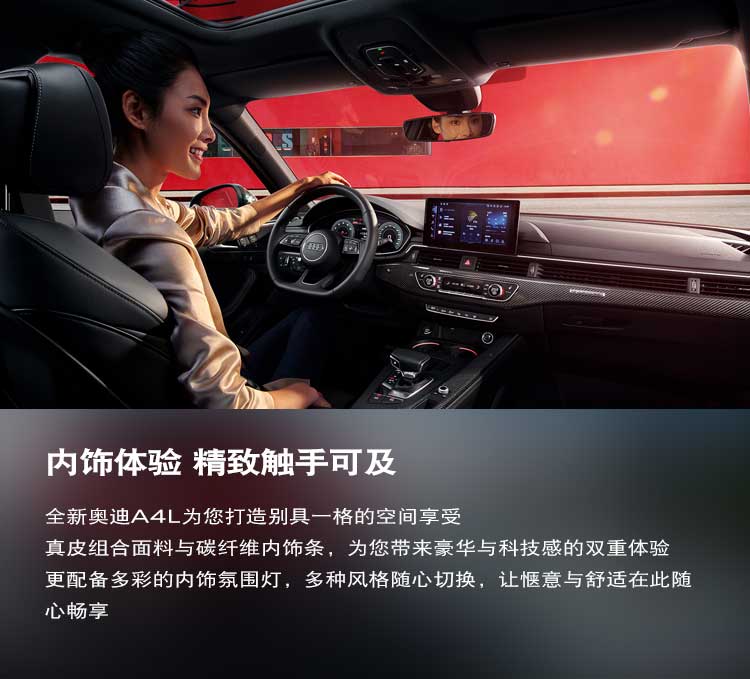 LS
内饰体验 精致触手可及
全新奥迪A4L为您打造别具一格的空间享受
真皮组合面料与碳纤维内饰条，为您带来豪华与科技感的双重体验
更配备多彩的内饰氛围灯，多种风格随心切换，让惬意与舒适在此随
心畅享